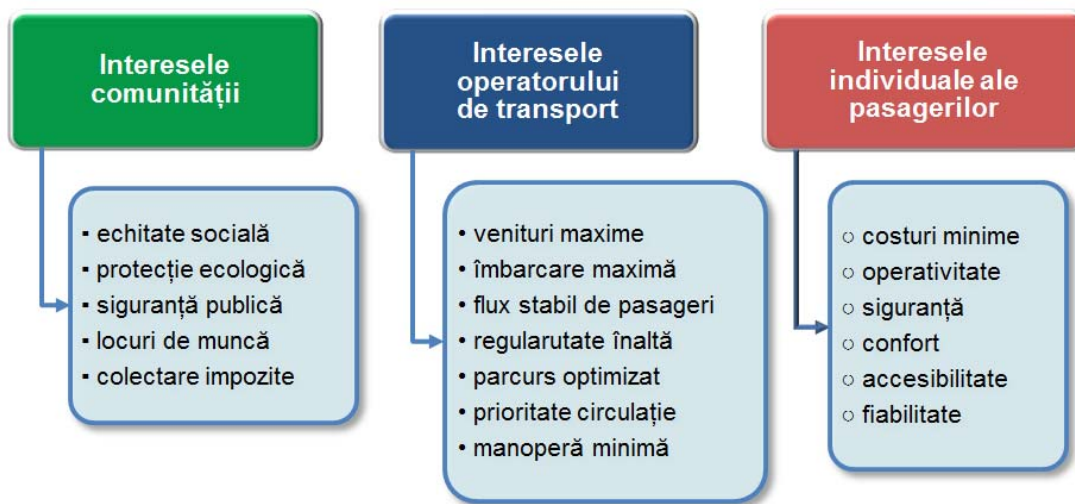 Interesele
comunității
▪ echitate socială
▪ protecție ecologică
▪ siguranță publică
▪ locuri de muncă
▪ colectare impozite
Interesele
operatorului
de transport
• venituri maxime
• îmbarcare maximă
• flux stabil de pasageri
• regularutate înaltă
• parcurs optimizat
• prioritate circulație
• manoperă minimă
Interesele
individuale ale
pasagerilor
○ costuri minime
○ operativitate
○ siguranță
○ confort
○ accesibilitate
○ fiabilitate